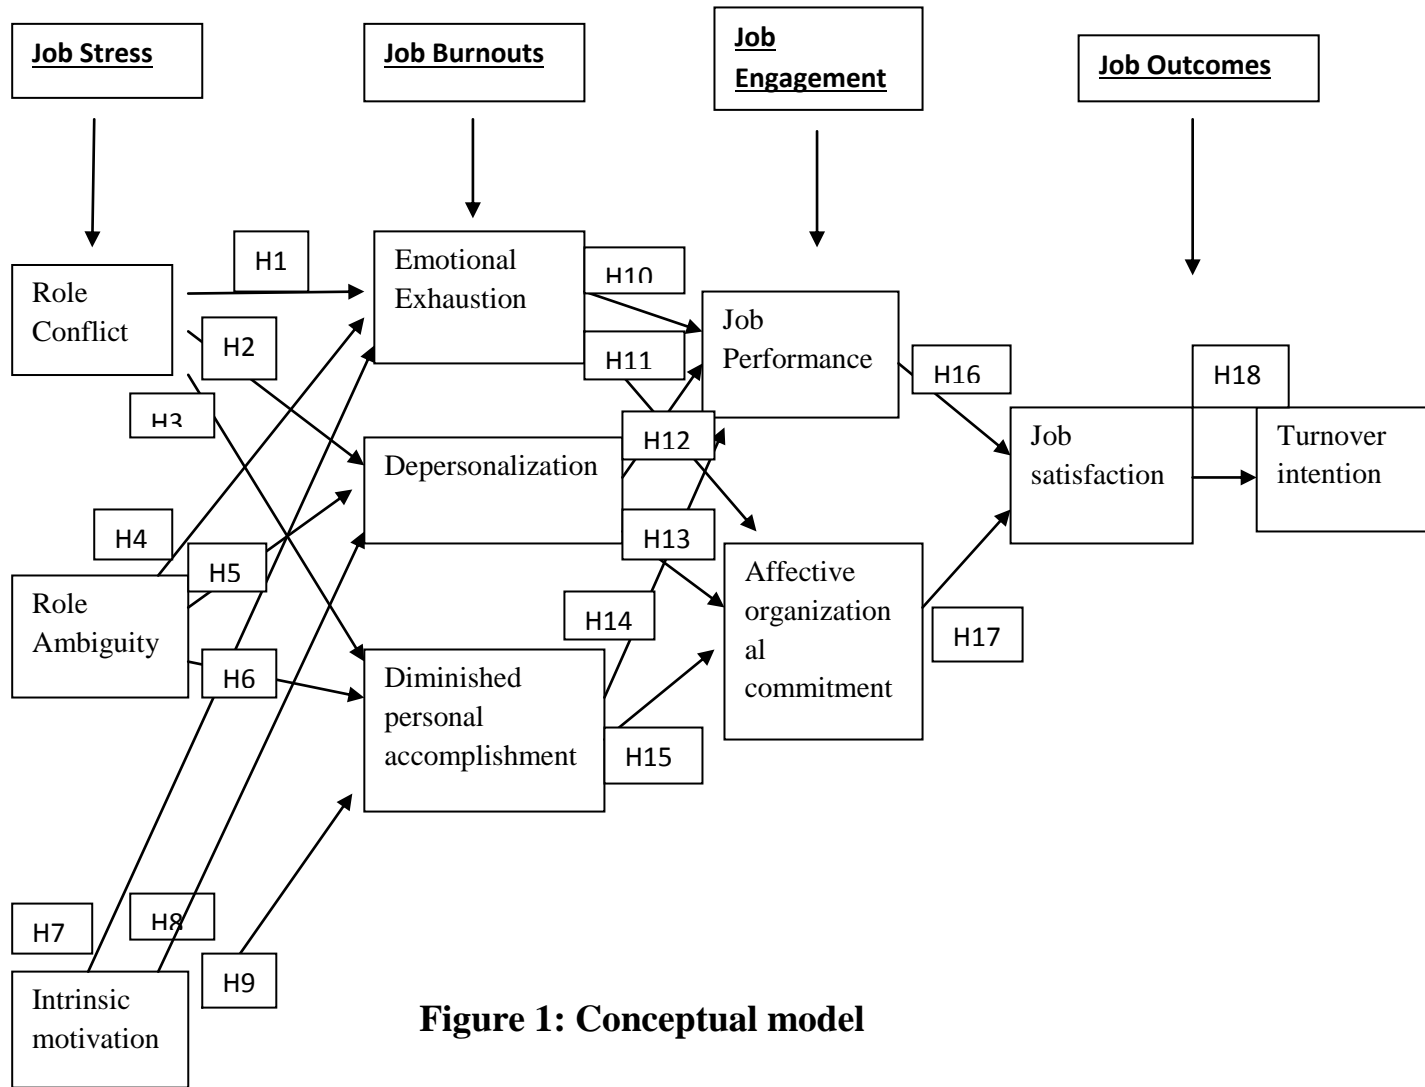 Job Stress
Job Burnouts
Job
Engagement
Job Outcomes
H1
Emotional
Exhaustion
H10
Role
Conflict
H2
H11
Job
Performance
H16
H18
H3
H12
Depersonalization
Job
satisfaction
Turnover
intention
H4
H5
H13
Affective
organization
al
commitment
Role
Ambiguity
H6
H14
H17
Diminished
personal
accomplishment
H15
H7
H8
H9
Intrinsic
motivation
Figure 1: Conceptual model